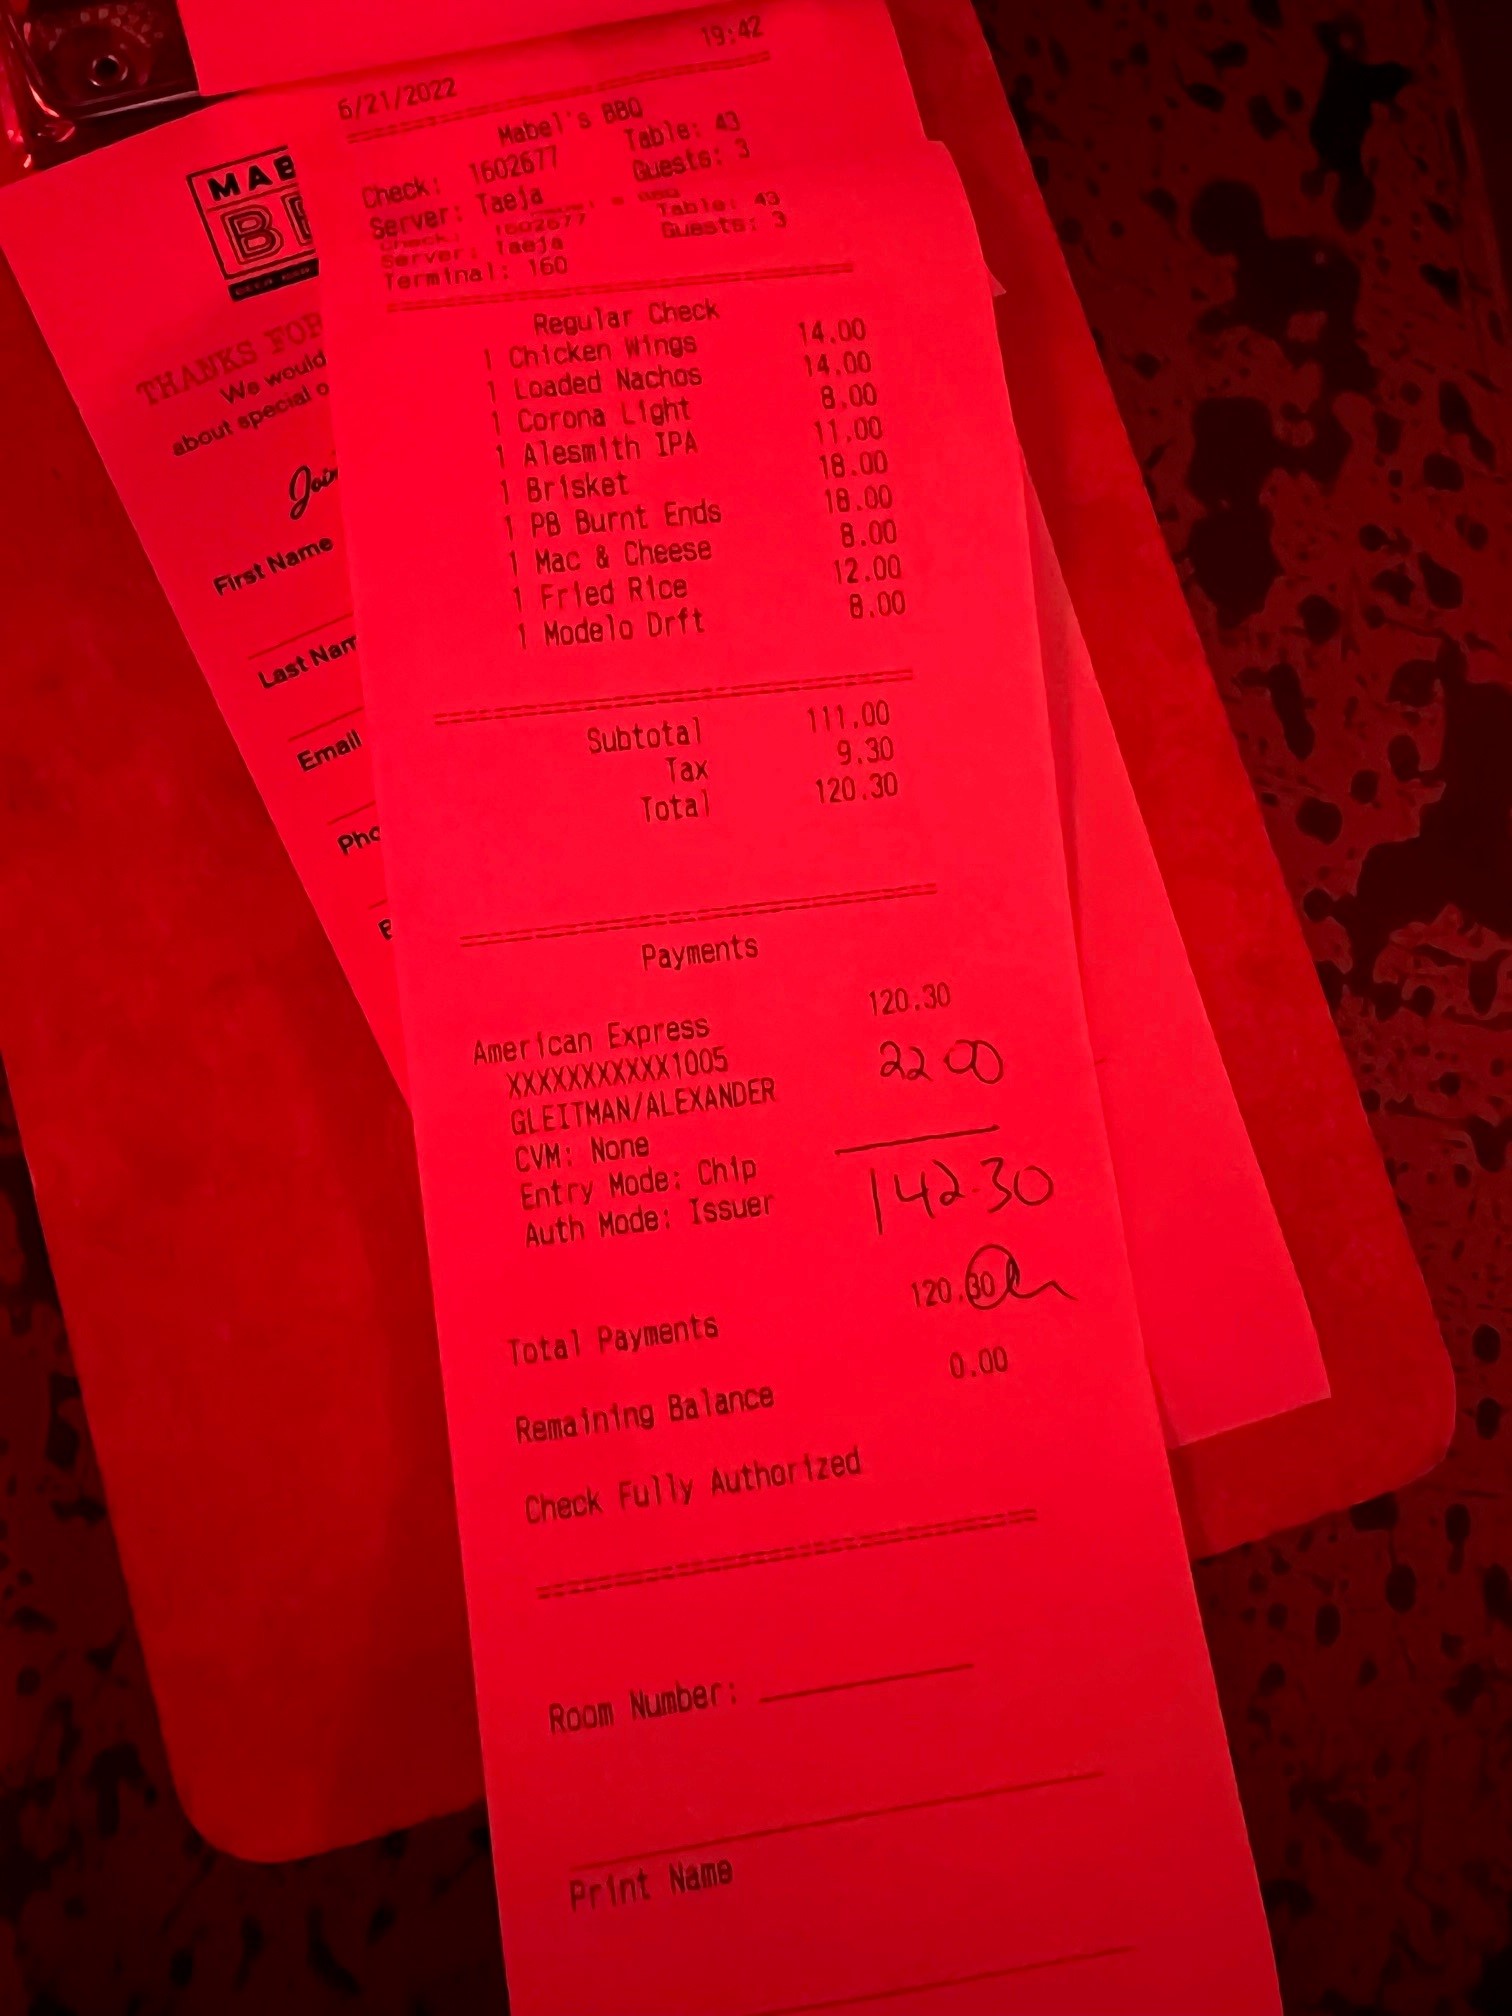 6/21/2022 19:42
Mabel's BBQ
Check: 1602677 Table: 43
Server: Taeja Guests: 3
Check: 1602677 Table: 43
Server: Taeja Guests: 3
Terminal: 160
Regular Check
1 Chicken Wings 14.00
1 Loaded Nachos 14.00
1 Corona Light 8.00
1 Alesmith IPA 11.00
1 Brisket 18.00
1 PB Burnt Ends 18.00
1 Mac & Cheese 8.00
1 Fried Rice 12.00
1 Modelo Drft 8.00
Subtotal 111.00
Tax 9.30
Total 120.30
Payments
American Express 120.30
XXXXXXXXXXX1005
22 00
GLEITMAN/ALEXANDER
CVM: None
Entry Mode: Chip
142.30
Auth Mode: Issuer
Total Payments 120.30
Remaining Balance 0.00
Check Fully Authorized
Room Number:
Print Name
MAB
B
THANKS FOR
We would
about special o
Joi
First Name
Last Nam
Email
Pho